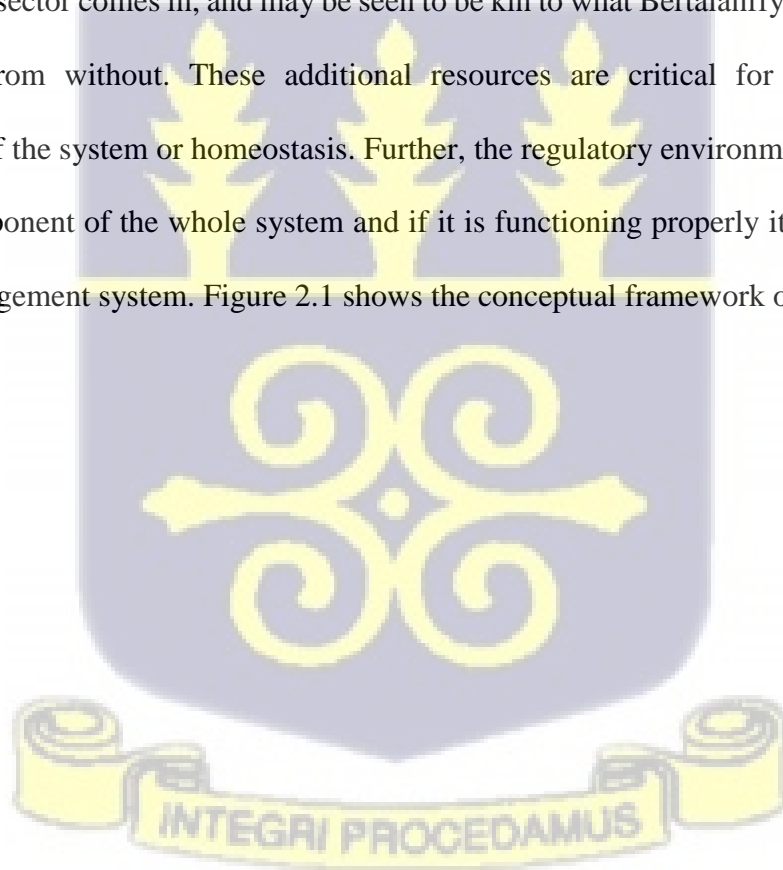 sector comes in, and may be seen to be kin to what Bertalanffy
rom without. These additional resources are critical for
f the system or homeostasis. Further, the regulatory environm
ponent of the whole system and if it is functioning properly it
gement system. Figure 2.1 shows the conceptual framework o
INTEGRI PROCEDAMUS